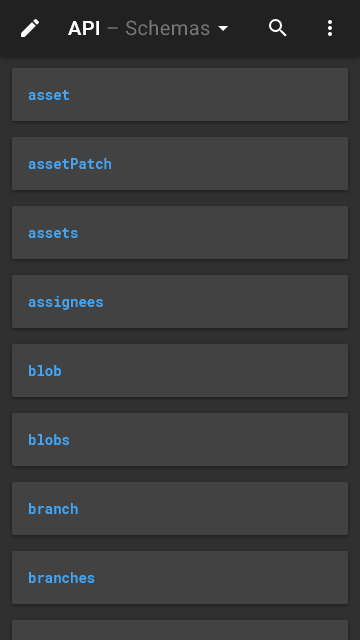 API – Schemas
asset
assetPatch
assets
assignees
blob
blobs
branch
branches